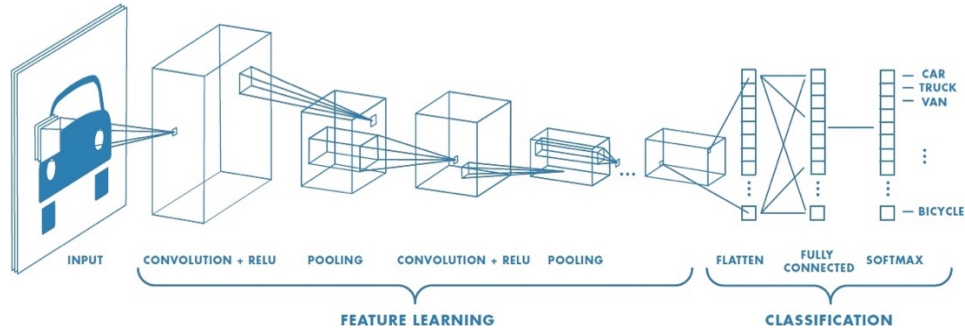 CAR
TRUCK
VAN
BICYCLE
INPUT
CONVOLUTION + RELU
POOLING
CONVOLUTION + RELU
POOLING
FLATTEN
FULLY
CONNECTED
SOFTMAX
FEATURE LEARNING
CLASSIFICATION